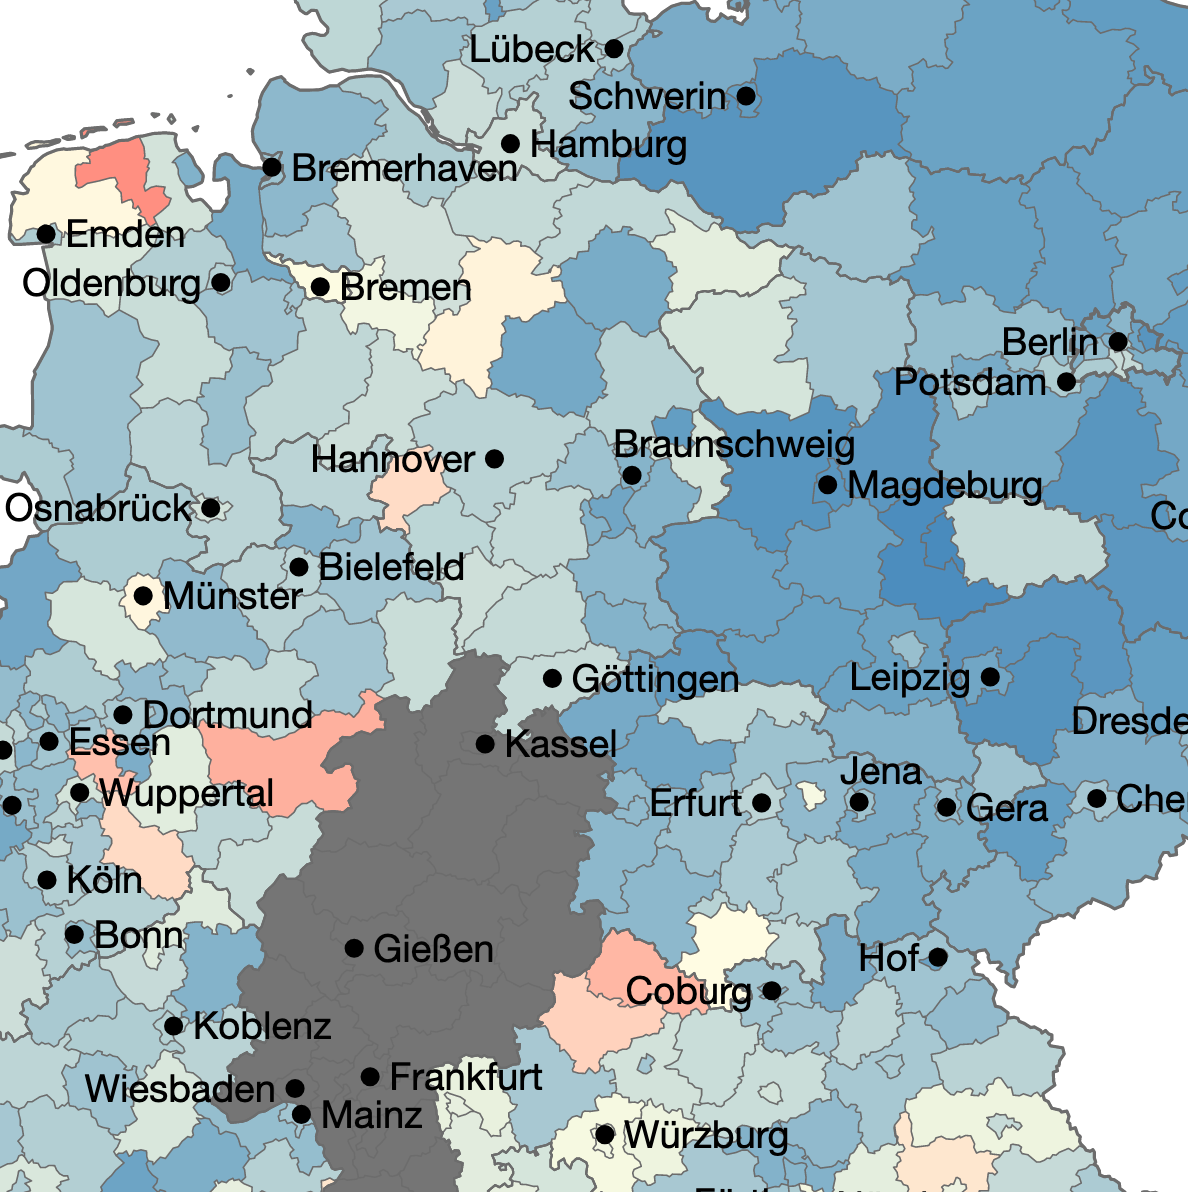 Lübeck
Schwerin
Hamburg
Bremerhaven
Emden
Oldenburg
Bremen
Berlin
Potsdam
Hannover
Braunschweig
Magdeburg
Osnabrück
Co
Bielefeld
Münster
Göttingen
Leipzig
Dortmund
Dresde
Essen
Kassel
Jena
Wuppertal
Erfurt
Gera
Che
Köln
Bonn
Gießen
Hof
Coburg
Koblenz
Frankfurt
Wiesbaden
Mainz
Würzburg